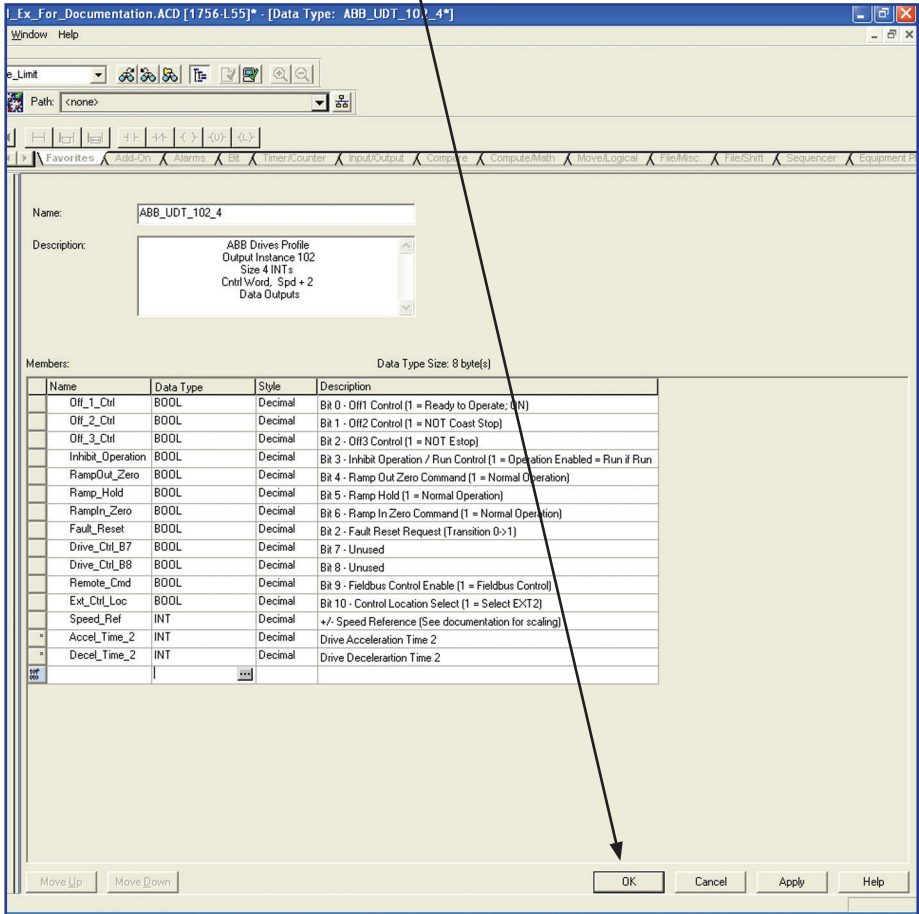 I_Ex_For_Documentation.ACD [1756-L55]* - [Data Type: ABB_UDT_102_4*]
Window Help
e_Limit
Path: <none>
Favorites Add-On Alarms Bit Timer/Counter Input/Output Compare Compute/Math Move/Logical File/Misc. File/Shift Sequencer Equipment P
Name: ABB_UDT_102_4
Description: ABB Drives Profile
Output Instance 102
Size 4 INTs
Cntrl Word, Spd + 2
Data Outputs
Members: Data Type Size: 8 byte(s)
Name Data Type Style Description
Off_1_Ctrl BOOL Decimal Bit 0 - Off1 Control (1 = Ready to Operate; ON)
Off_2_Ctrl BOOL Decimal Bit 1 - Off2 Control (1 = NOT Coast Stop)
Off_3_Ctrl BOOL Decimal Bit 2 - Off3 Control (1 = NOT Estop)
Inhibit_Operation BOOL Decimal Bit 3 - Inhibit Operation / Run Control (1 = Operation Enabled = Run if Run
RampOut_Zero BOOL Decimal Bit 4 - Ramp Out Zero Command (1 = Normal Operation)
Ramp_Hold BOOL Decimal Bit 5 - Ramp Hold (1 = Normal Operation)
RampIn_Zero BOOL Decimal Bit 6 - Ramp In Zero Command (1 = Normal Operation)
Fault_Reset BOOL Decimal Bit 2 - Fault Reset Request (Transition 0->1)
Drive_Ctrl_B7 BOOL Decimal Bit 7 - Unused
Drive_Ctrl_B8 BOOL Decimal Bit 8 - Unused
Remote_Cmd BOOL Decimal Bit 9 - Fieldbus Control Enable (1 = Fieldbus Control)
Ext_Ctrl_Loc BOOL Decimal Bit 10 - Control Location Select (1 = Select EXT2)
Speed_Ref INT Decimal +/- Speed Reference (See documentation for scaling)
Accel_Time_2 INT Decimal Drive Acceleration Time 2
Decel_Time_2 INT Decimal Drive Decelerartion Time 2
Move Up Move Down OK Cancel Apply Help